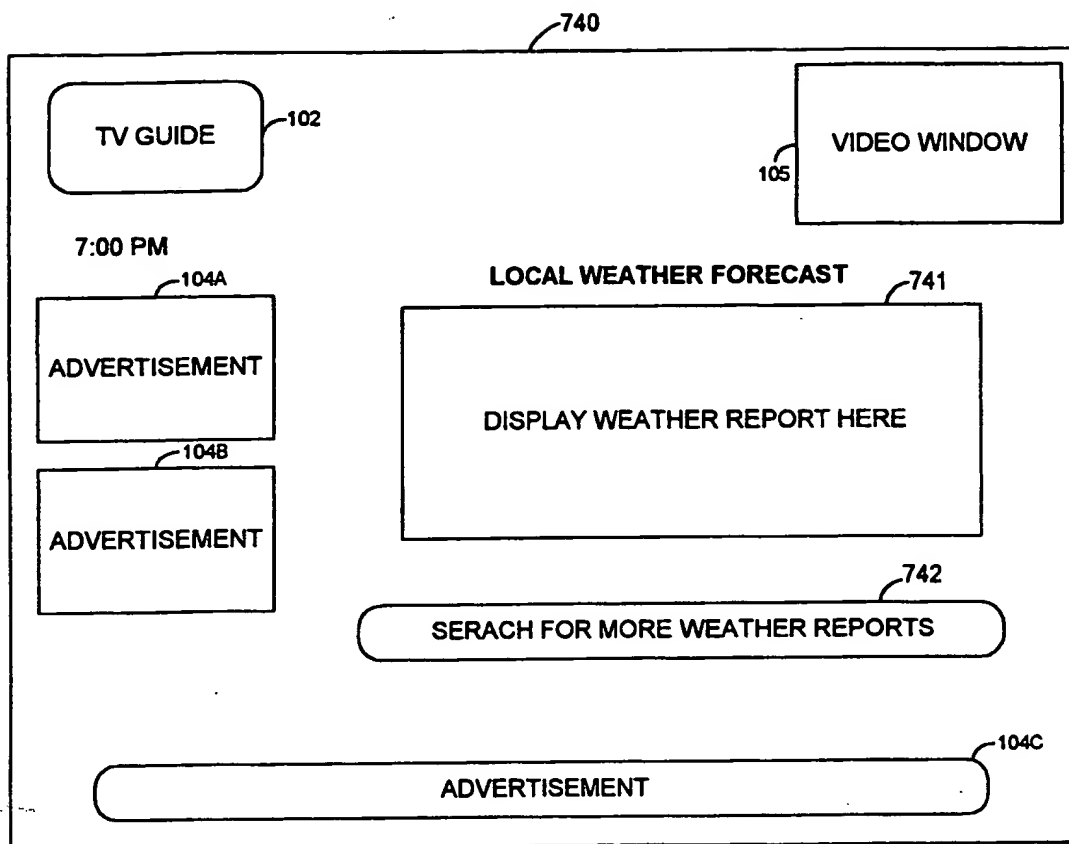 740
TV GUIDE
102
VIDEO WINDOW
105
7:00 PM
LOCAL WEATHER FORECAST
104A
741
ADVERTISEMENT
DISPLAY WEATHER REPORT HERE
104B
ADVERTISEMENT
742
SERACH FOR MORE WEATHER REPORTS
104C
ADVERTISEMENT